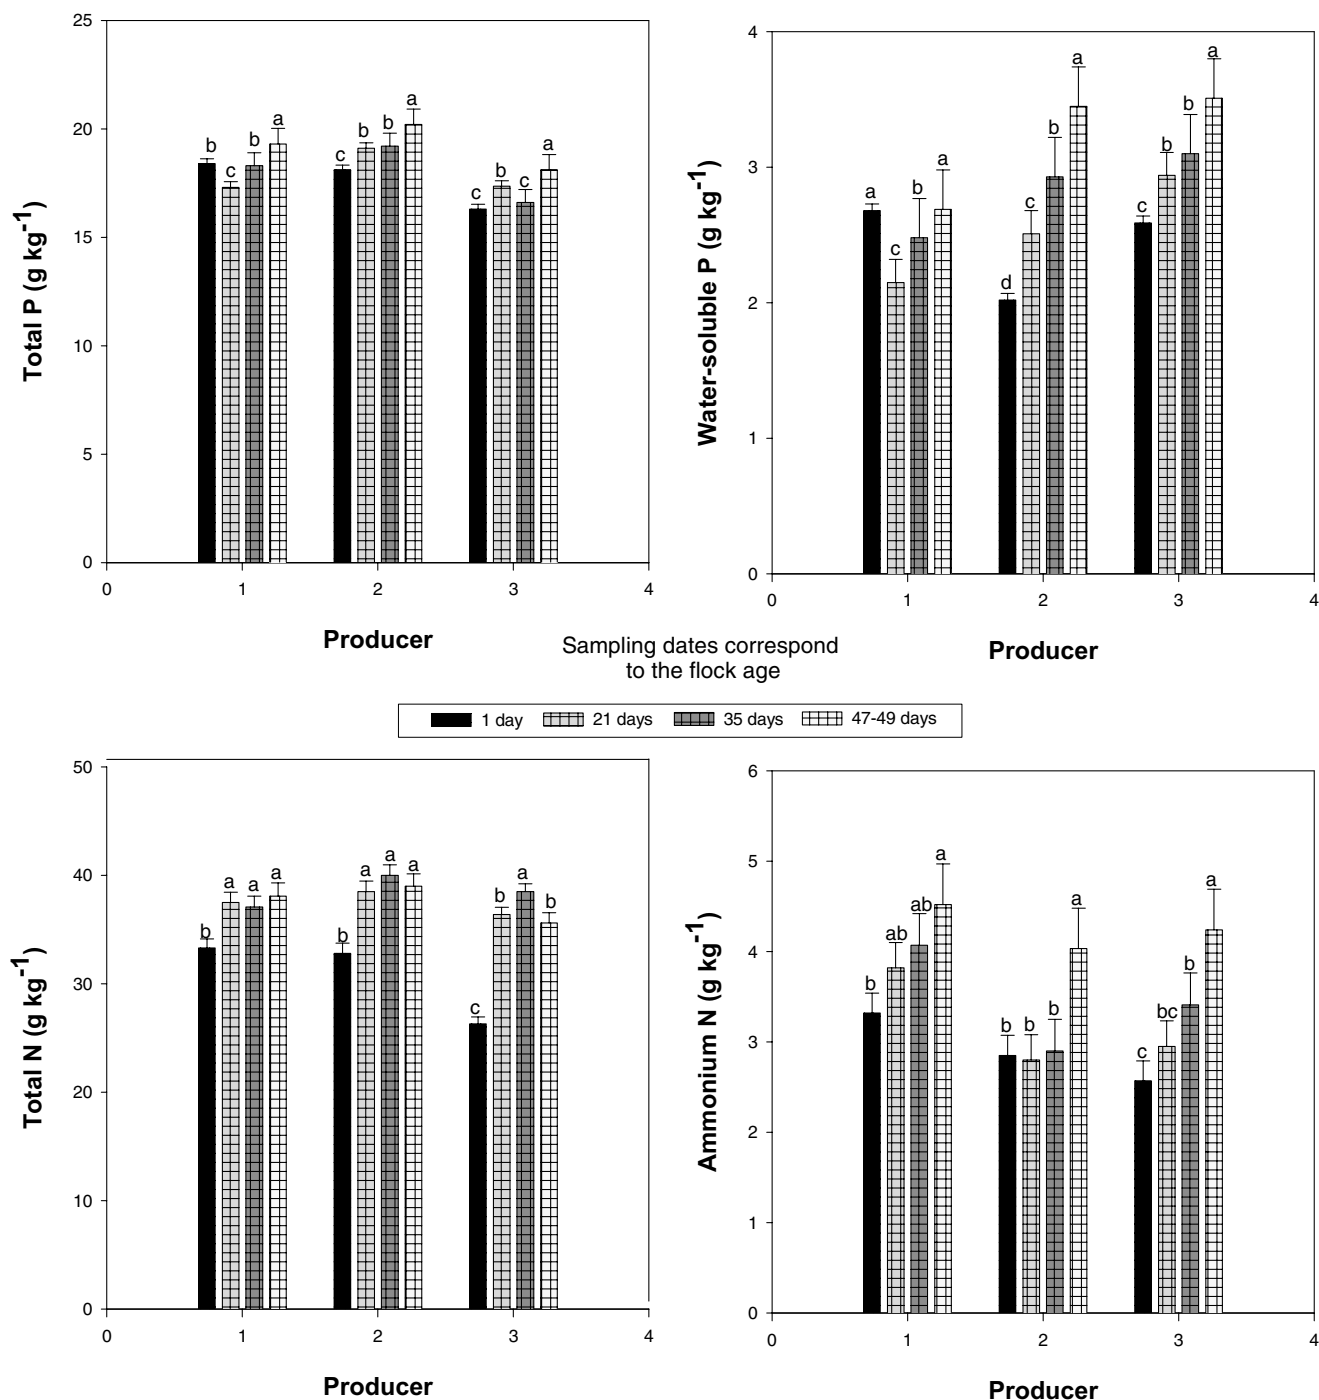 25
20
15
10
5
0
Total P (g kg⁻¹)
b
c
b
a
c
b
b
a
c
b
c
a
0
1
2
3
4
Producer
4
3
2
1
0
Water-soluble P (g kg⁻¹)
a
c
b
a
d
c
b
a
c
b
b
a
0
1
2
3
4
Producer
Sampling dates correspond
to the flock age
1 day 21 days 35 days 47-49 days
50
40
30
20
10
0
Total N (g kg⁻¹)
b
a
a
a
b
a
a
a
c
b
a
b
0
1
2
3
4
Producer
6
5
4
3
2
1
0
Ammonium N (g kg⁻¹)
b
ab
ab
a
b
b
b
a
c
bc
b
a
0
1
2
3
4
Producer